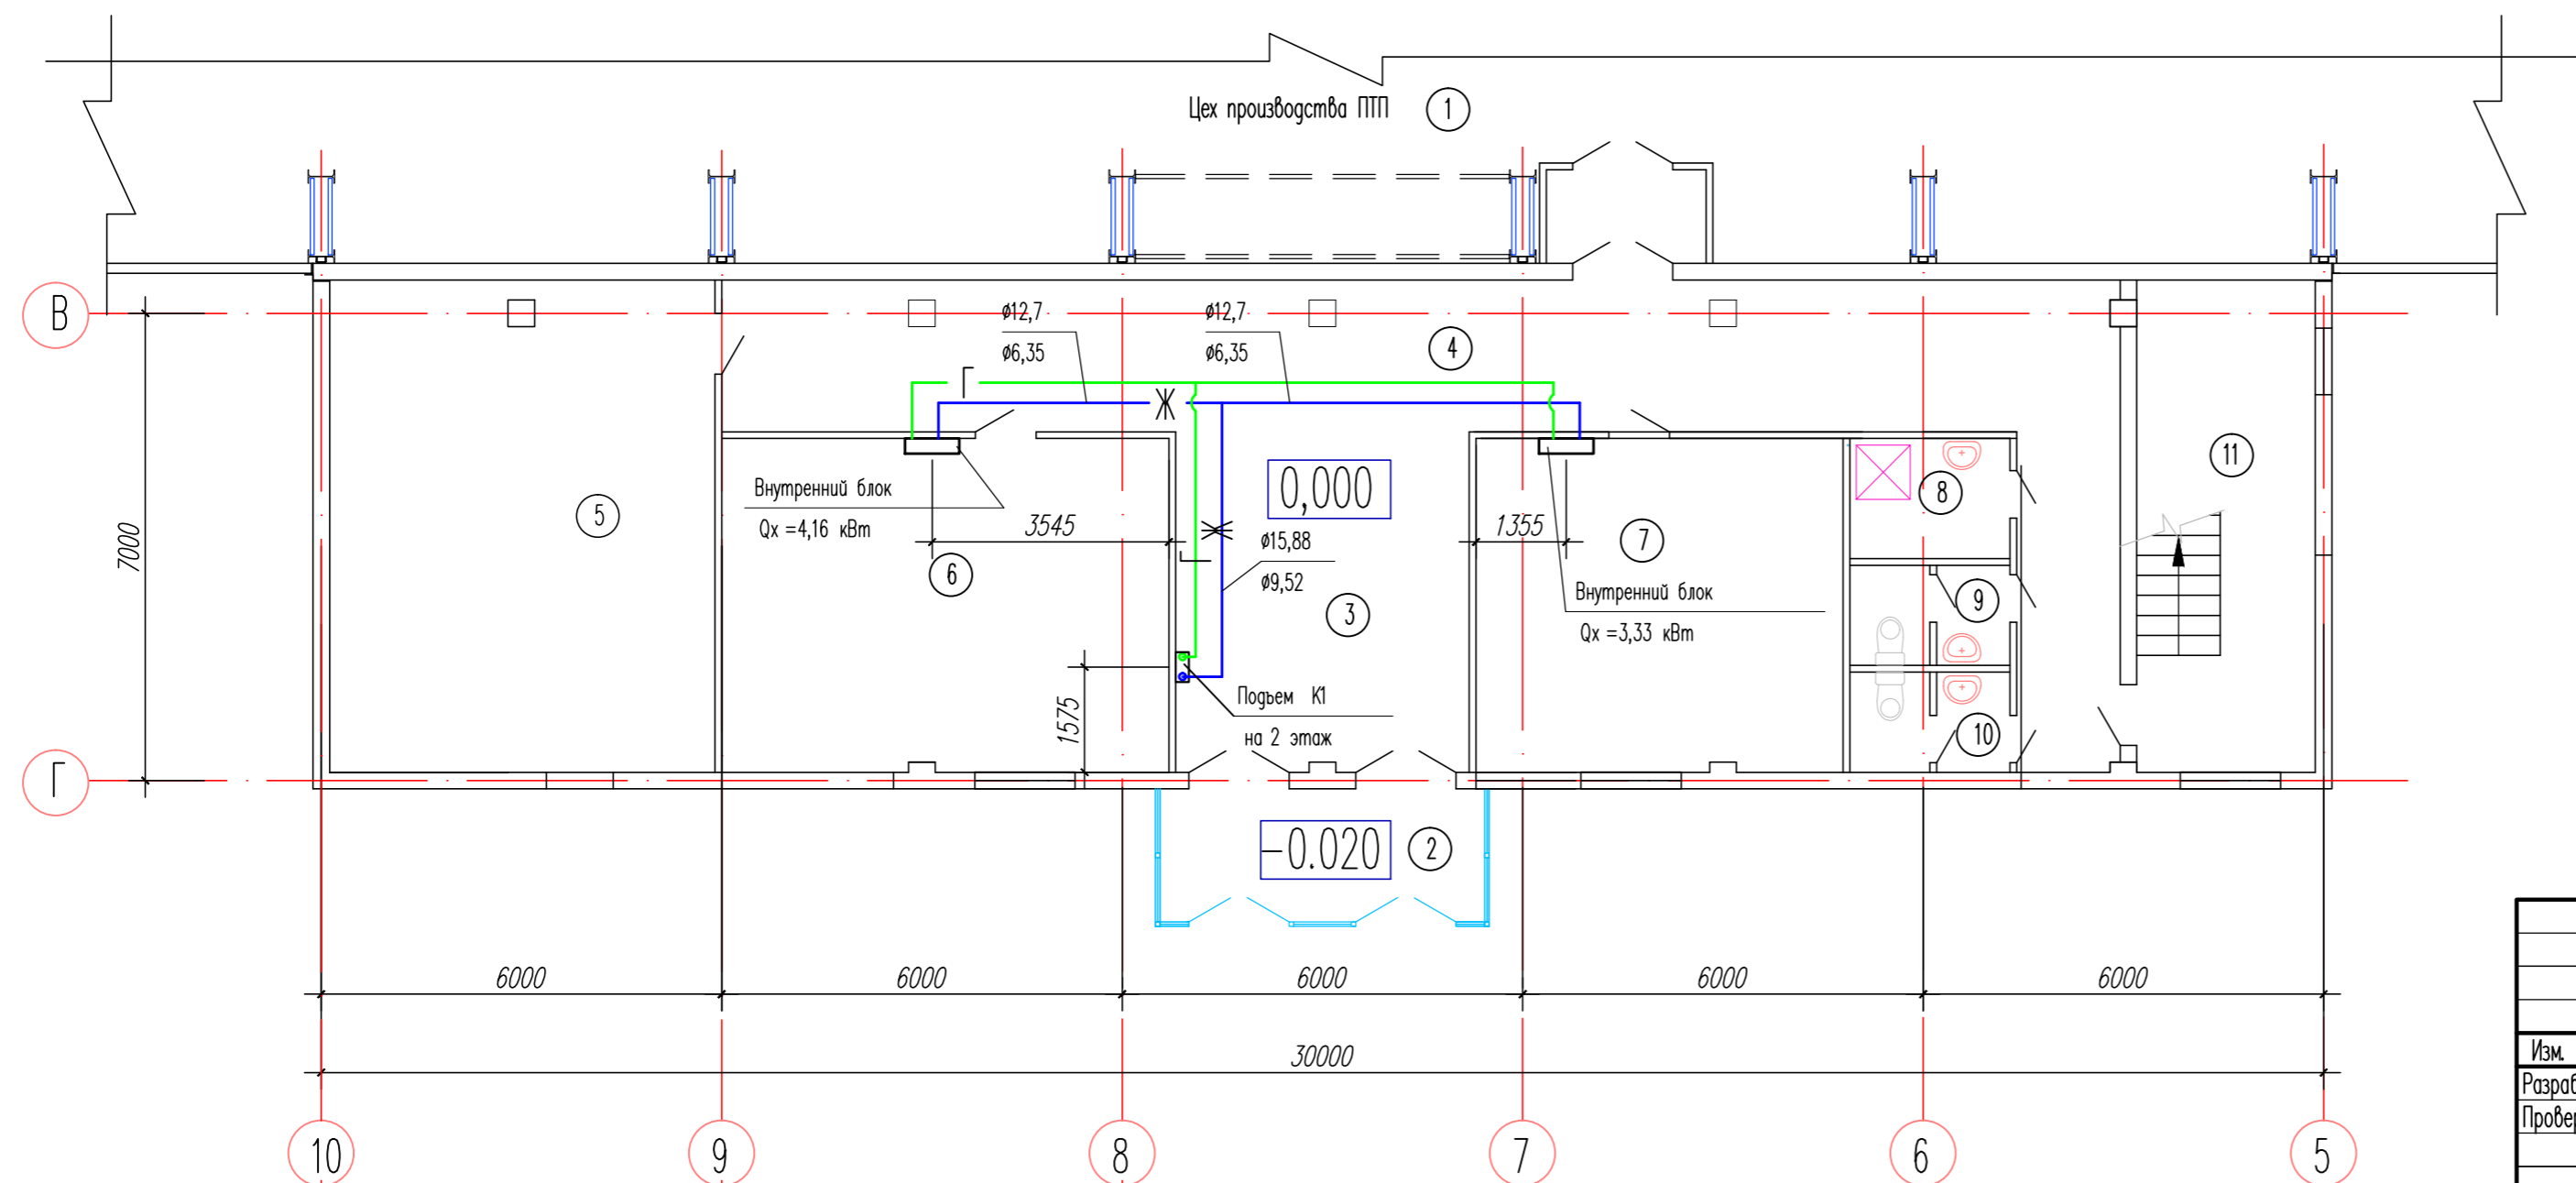 Цех производства ПТП 1
В
ø12,7
ø6,35
ø12,7
ø6,35
4
Г
Ж
11
Внутренний блок
Qx =4,16 кВт
5
3545
0,000
1355
7
8
Ж
Г
ø15,88
ø9,52
7000
6
3
Внутренний блок
Qx =3,33 кВт
9
1575
Подъем К1
на 2 этаж
10
Г
-0.020
2
6000
6000
6000
6000
6000
30000
Изм.
Разраб
Провер
10
9
8
7
6
5